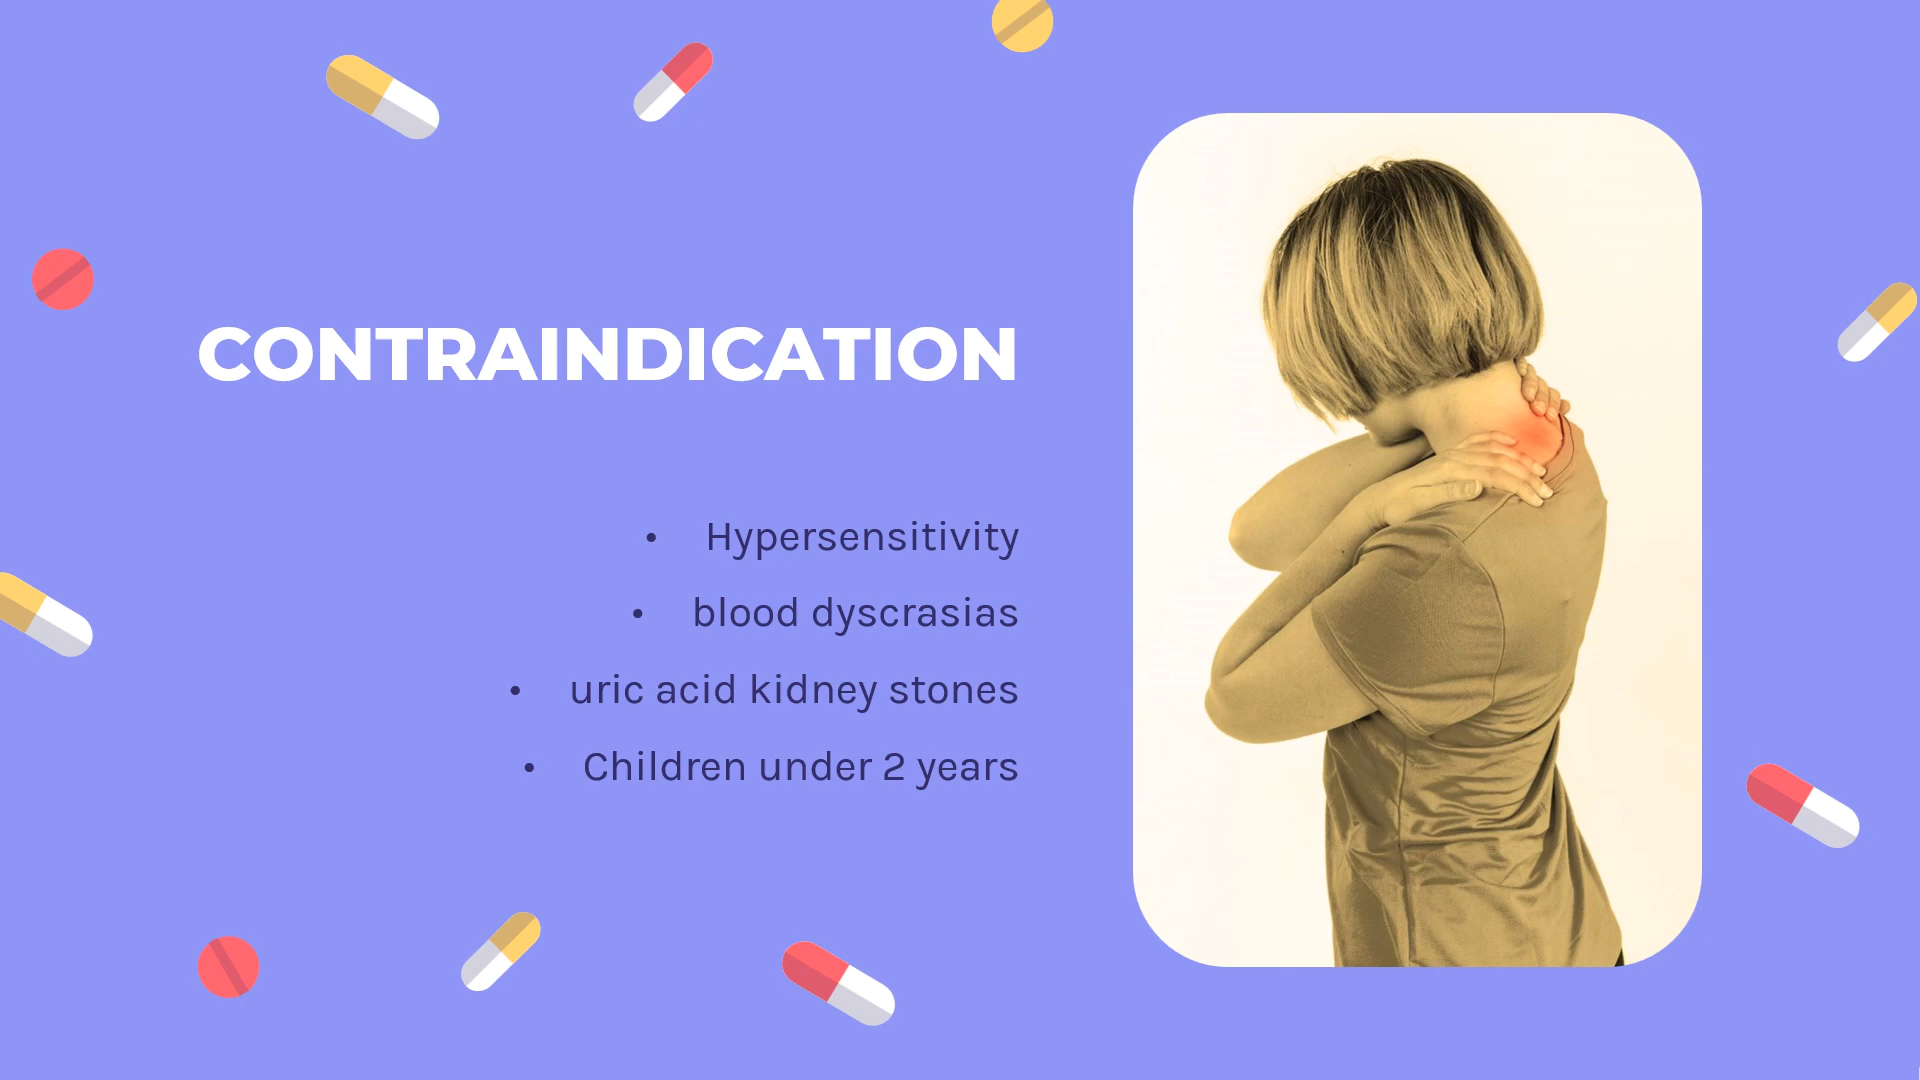 CONTRAINDICATION
• Hypersensitivity
• blood dyscrasias
• uric acid kidney stones
• Children under 2 years